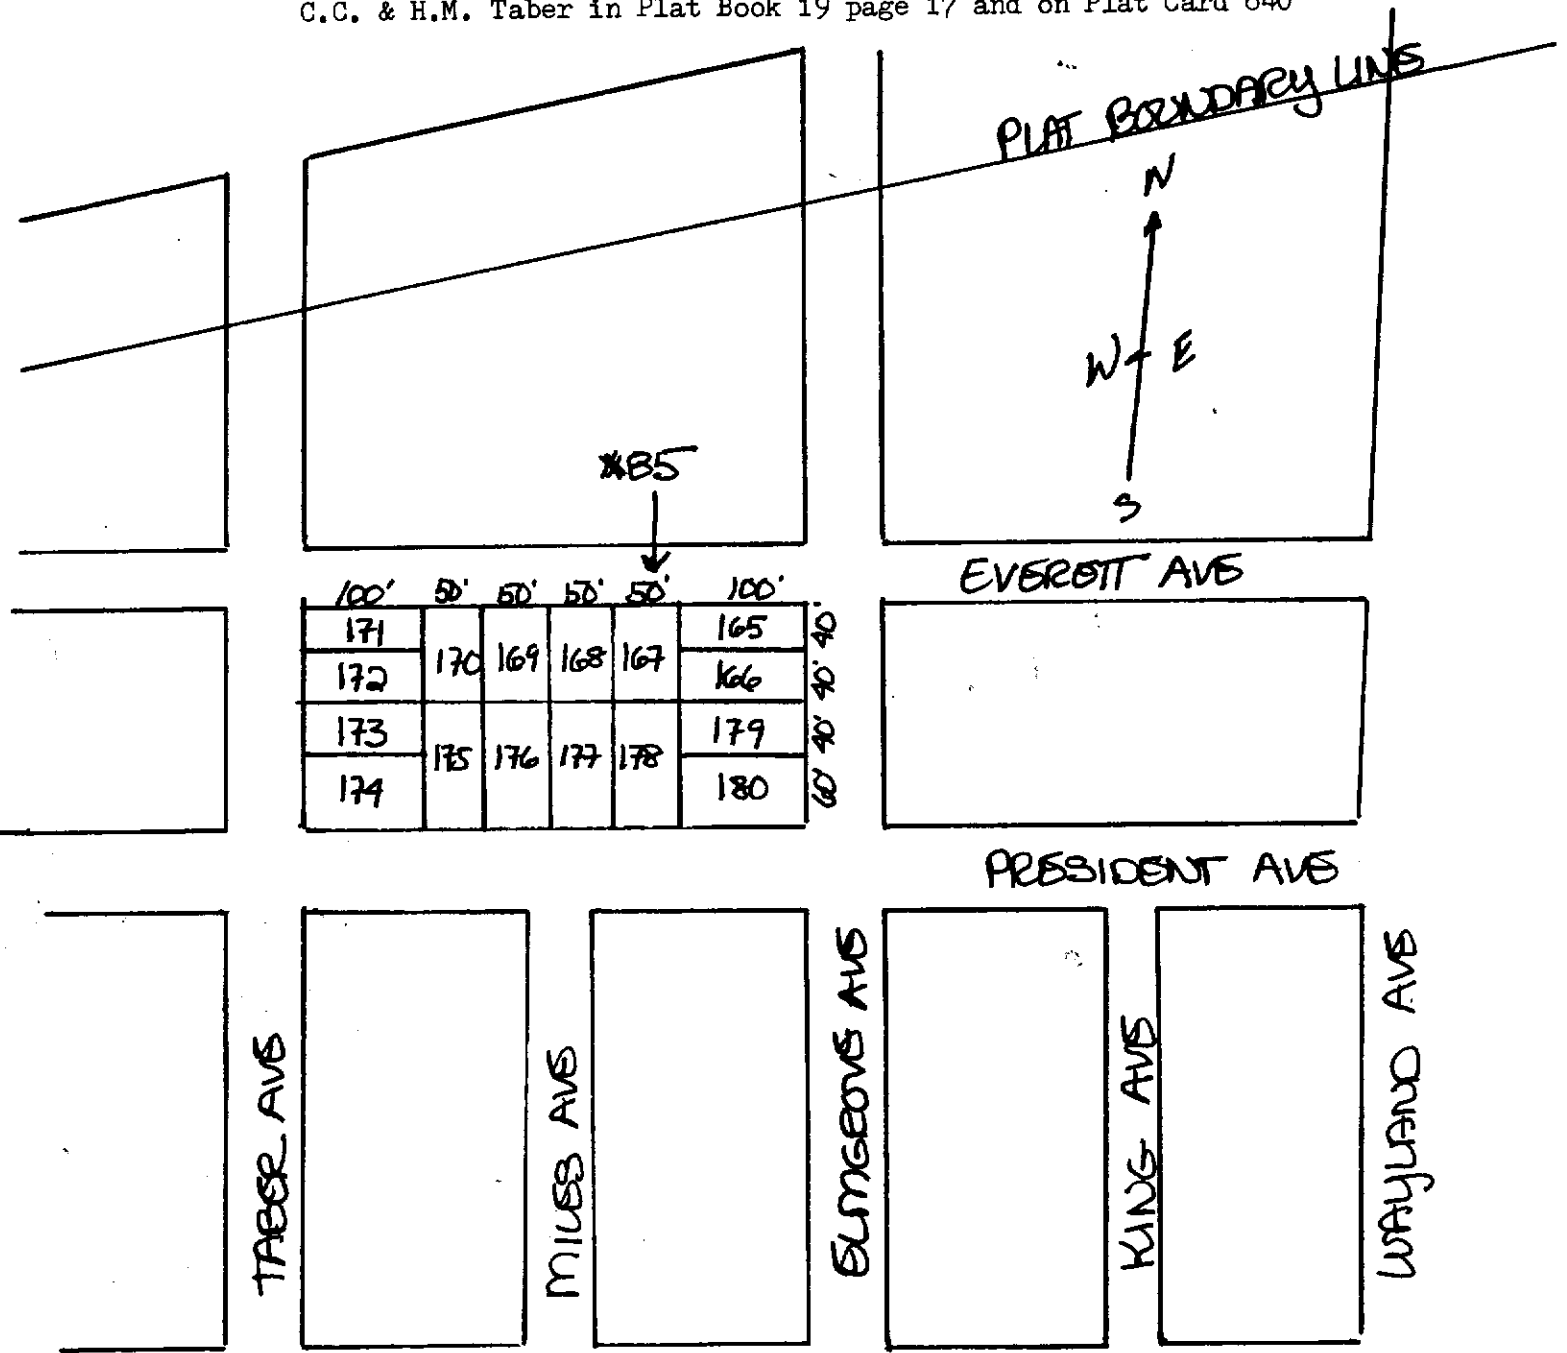 C.C. & H.M. Taber in Plat Book 19 page 17 and on Plat Card 640
PLAT BOUNDARY LINE
N
W E
S
*85
EVERETT AVE
100' 50' 50' 50' 50' 100'
171 170 169 168 167 165 40'
172 166 40'
173 175 176 177 178 179 40'
174 180 60'
PRESIDENT AVE
TABER AVE
MILES AVE
ELMGROVE AVE
KING AVE
WAYLAND AVE